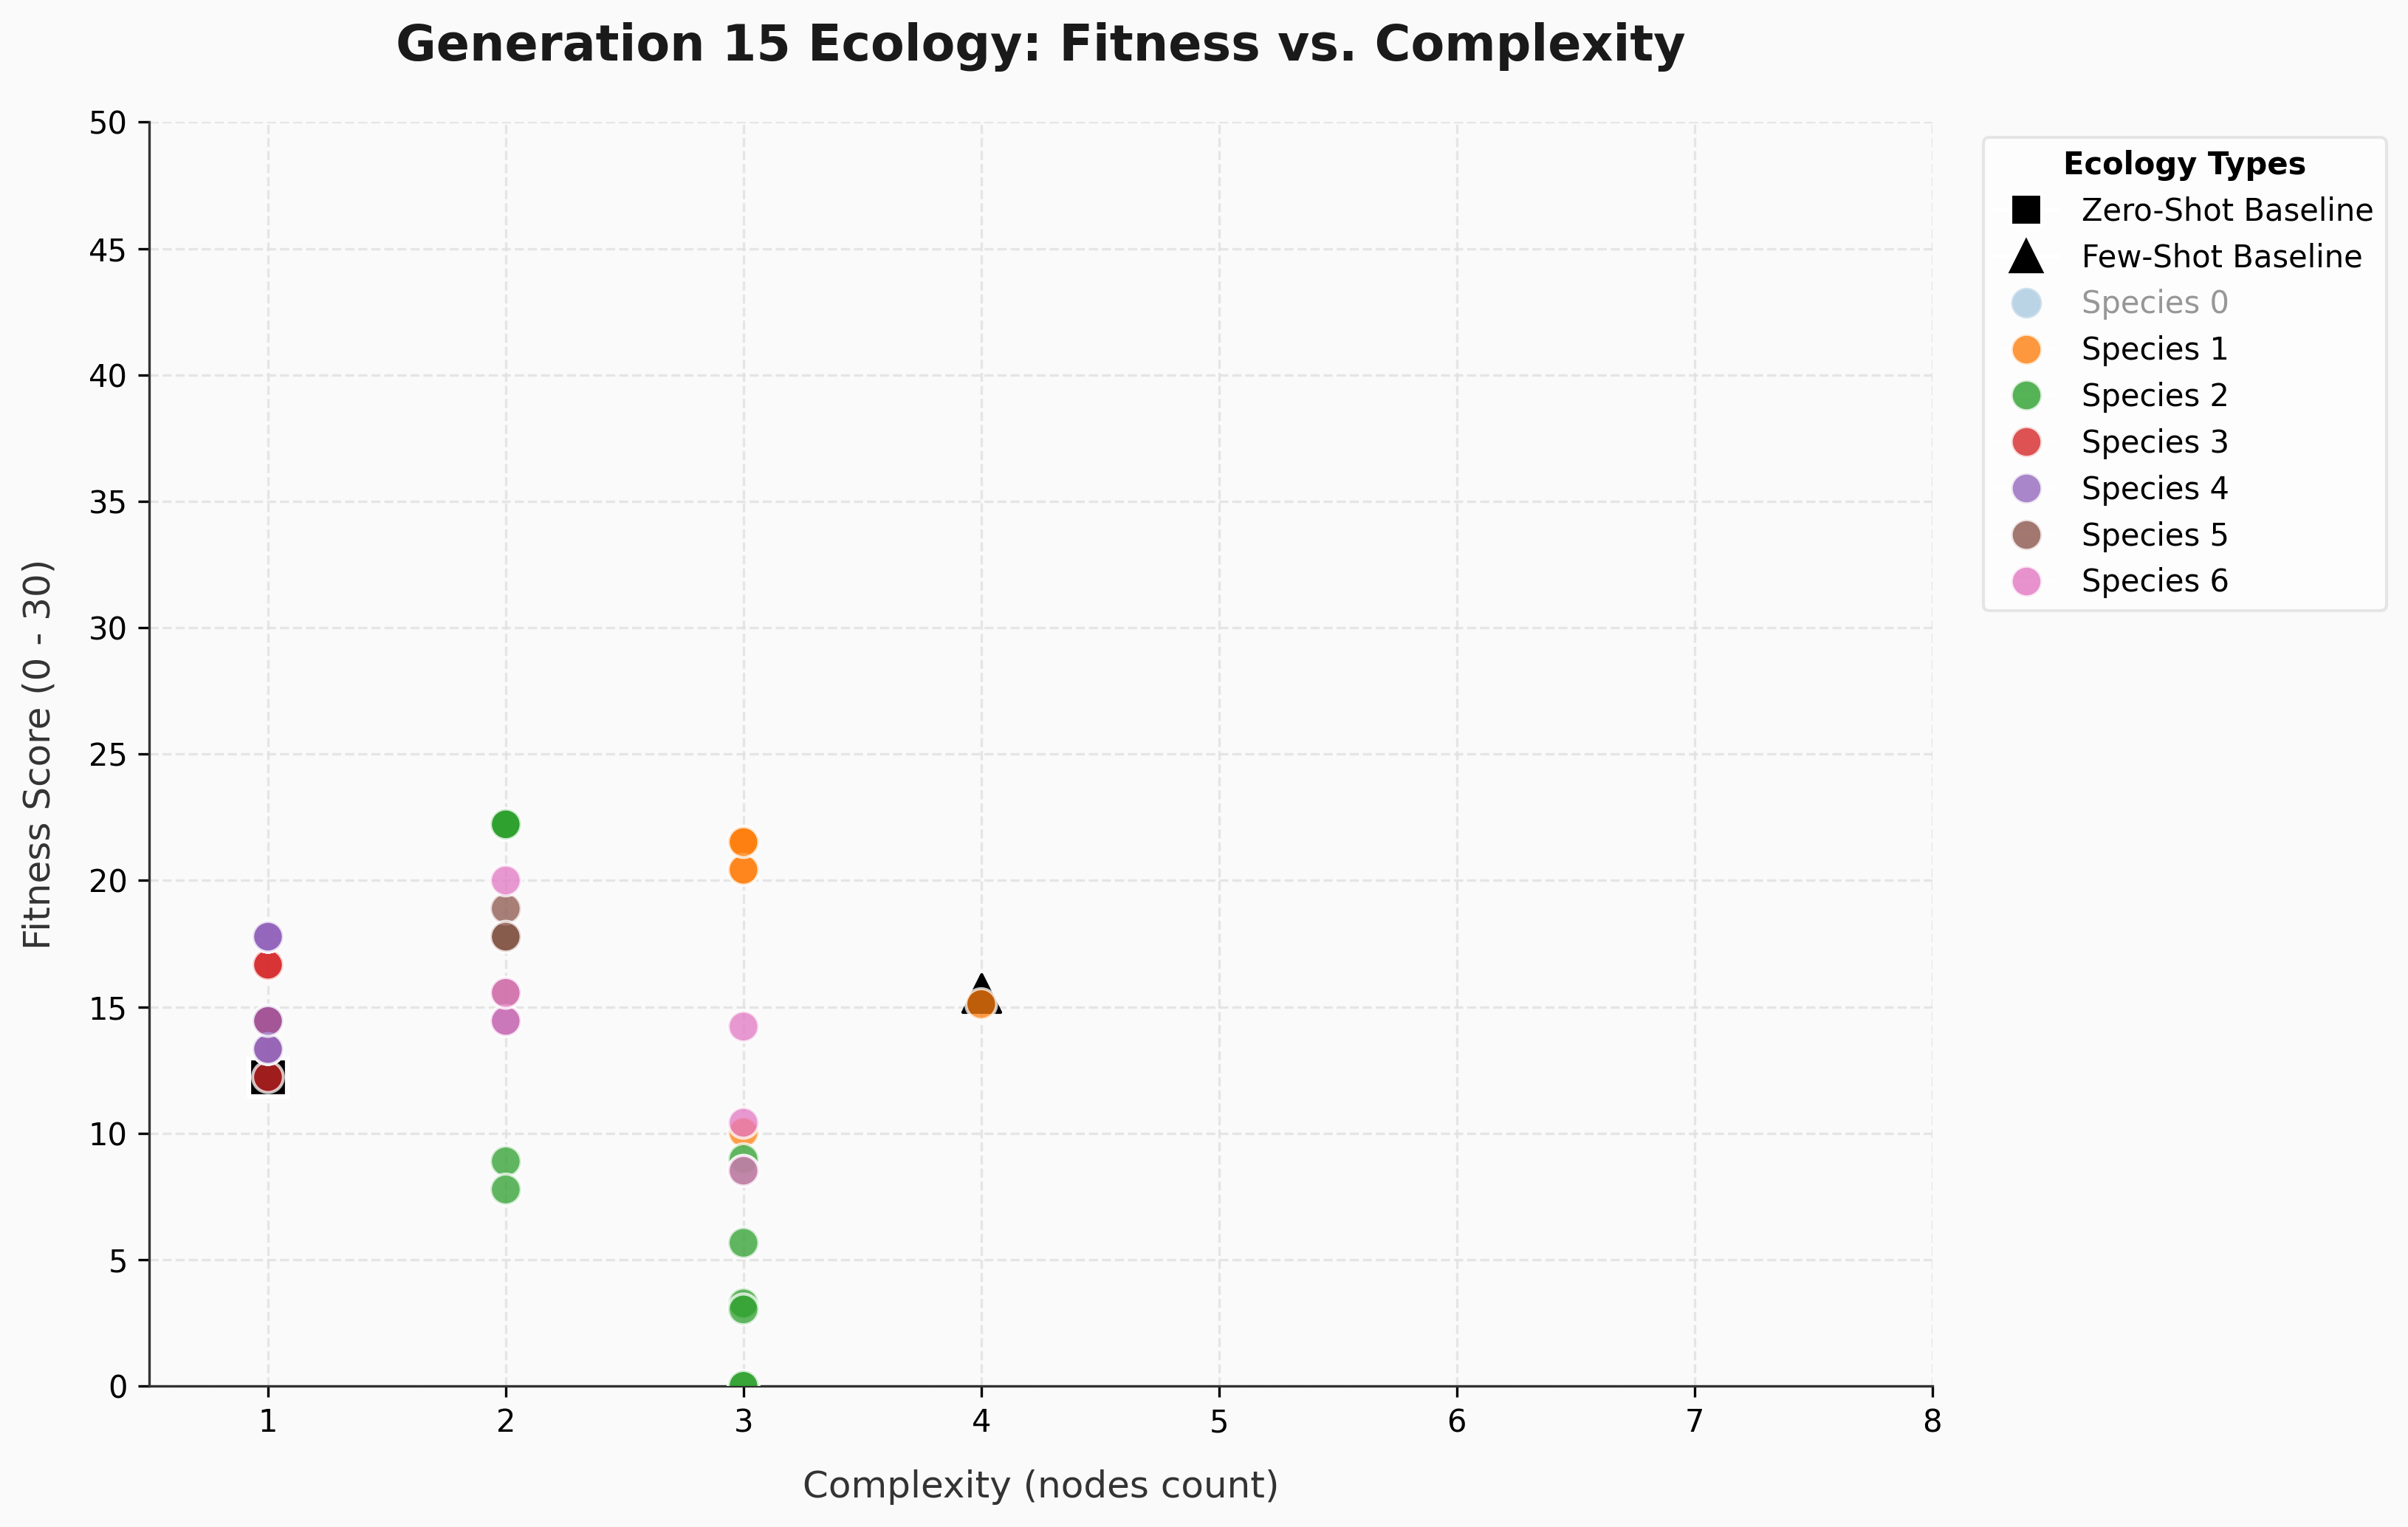 Generation 15 Ecology: Fitness vs. Complexity
50
45
40
35
30
25
20
15
10
5
0
Fitness Score (0 - 30)
1 2 3 4 5 6 7 8
Complexity (nodes count)
Ecology Types
Zero-Shot Baseline
Few-Shot Baseline
Species 0
Species 1
Species 2
Species 3
Species 4
Species 5
Species 6